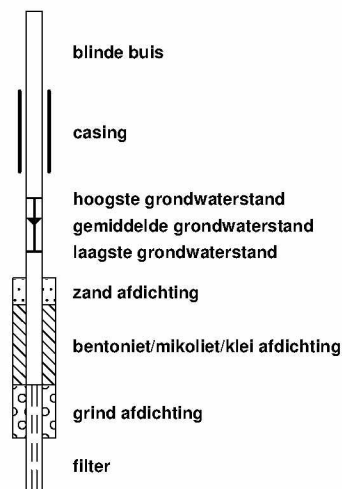 blinde buis
casing
hoogste grondwaterstand
gemiddelde grondwaterstand
laagste grondwaterstand
zand afdichting
bentoniet/mikoliet/klei afdichting
grind afdichting
filter